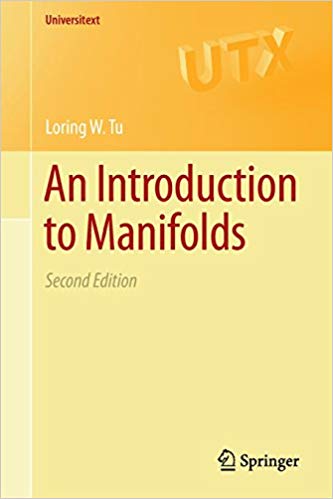 Universitext
UTX
Loring W. Tu
An Introduction
to Manifolds
Second Edition
Springer